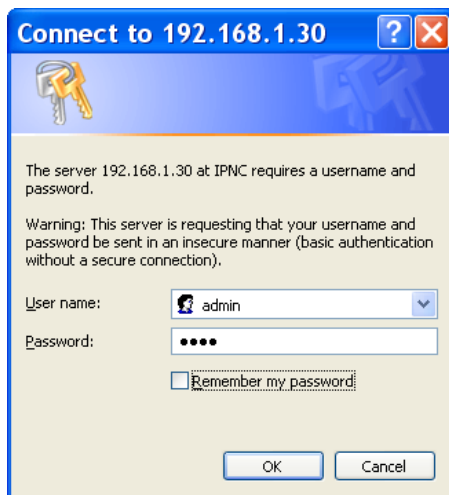 Connect to 192.168.1.30
The server 192.168.1.30 at IPNC requires a username and
password.
Warning: This server is requesting that your username and
password be sent in an insecure manner (basic authentication
without a secure connection).
User name:
admin
Password:
••••
Remember my password
OK
Cancel